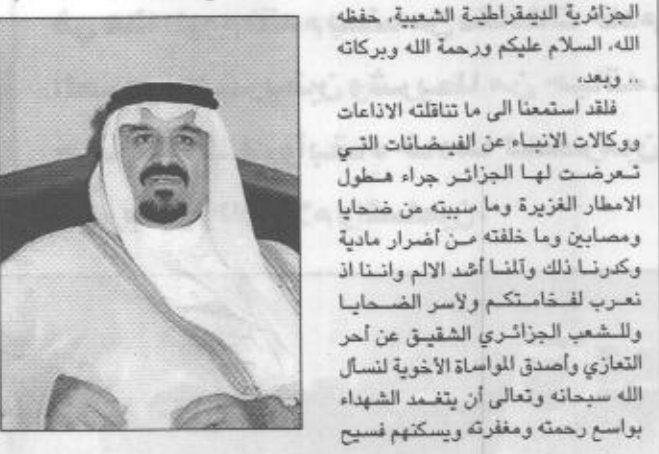 الجزائرية الديمقراطية الشعبية، حفظه
الله، السلام عليكم ورحمة الله وبركاته
.. وبعد،
فلقد استمعنا الى ما تناقلته الاذاعات
ووكالات الانباء عن الفيضانات التي
تعرضت لها الجزائر جراء هطول
الامطار الغزيرة وما سببته من ضحايا
ومصابين وما خلفته من أضرار مادية
وكدرنا ذلك وآلمنا أشد الالم واننا اذ
نعرب لفخامتكم ولأسر الضحايا
وللشعب الجزائري الشقيق عن أحر
التعازي وأصدق المواساة الأخوية لنسأل
الله سبحانه وتعالى أن يتغمد الشهداء
بواسع رحمته ومغفرته ويسكنهم فسيح